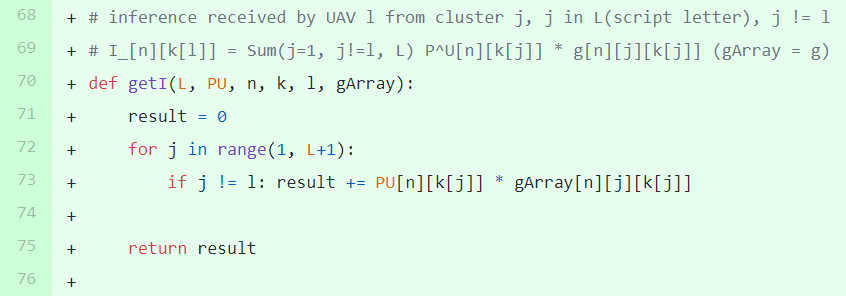 68 + # inference received by UAV l from cluster j, j in L(script letter), j != l
69 + # I_[n][k[l]] = Sum(j=1, j!=l, L) P^U[n][k[j]] * g[n][j][k[j]] (gArray = g)
70 + def getI(L, PU, n, k, l, gArray):
71 +     result = 0
72 +     for j in range(1, L+1):
73 +         if j != l: result += PU[n][k[j]] * gArray[n][j][k[j]]
74 +
75 +     return result
76 +